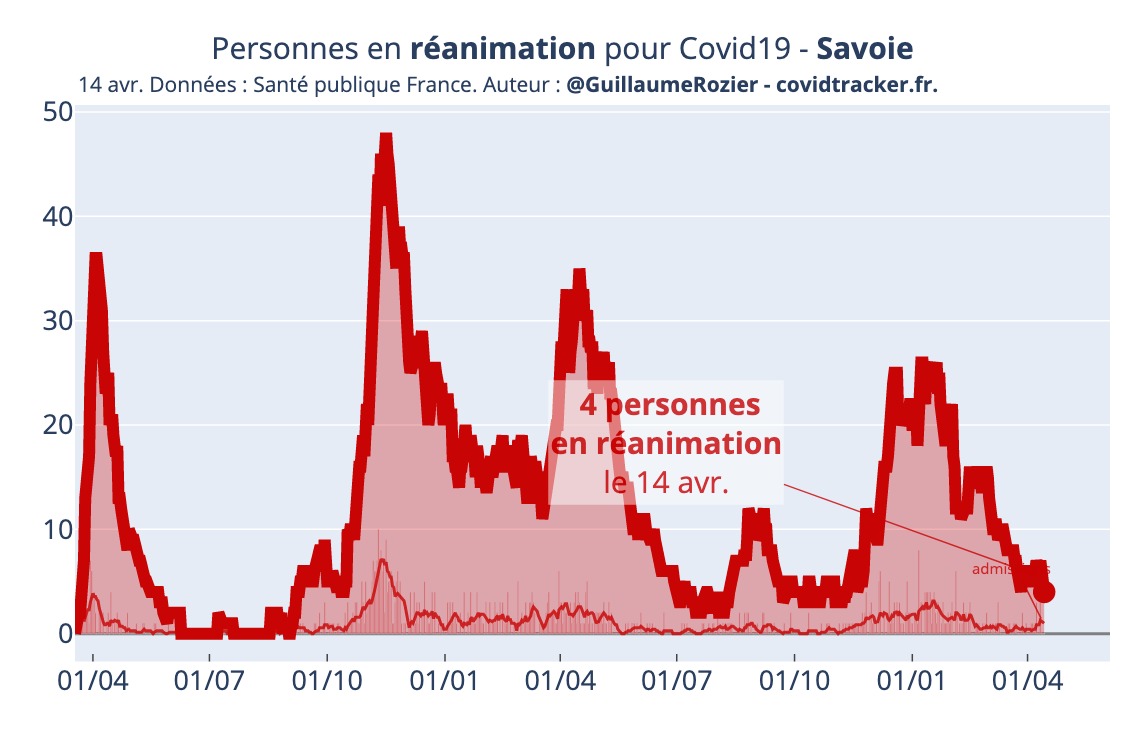 Personnes en réanimation pour Covid19 - Savoie
14 avr. Données : Santé publique France. Auteur : @GuillaumeRozier - covidtracker.fr.
50
40
30
20
10
0
4 personnes
en réanimation
le 14 avr.
01/04 01/07 01/10 01/01 01/04 01/07 01/10 01/01 01/04